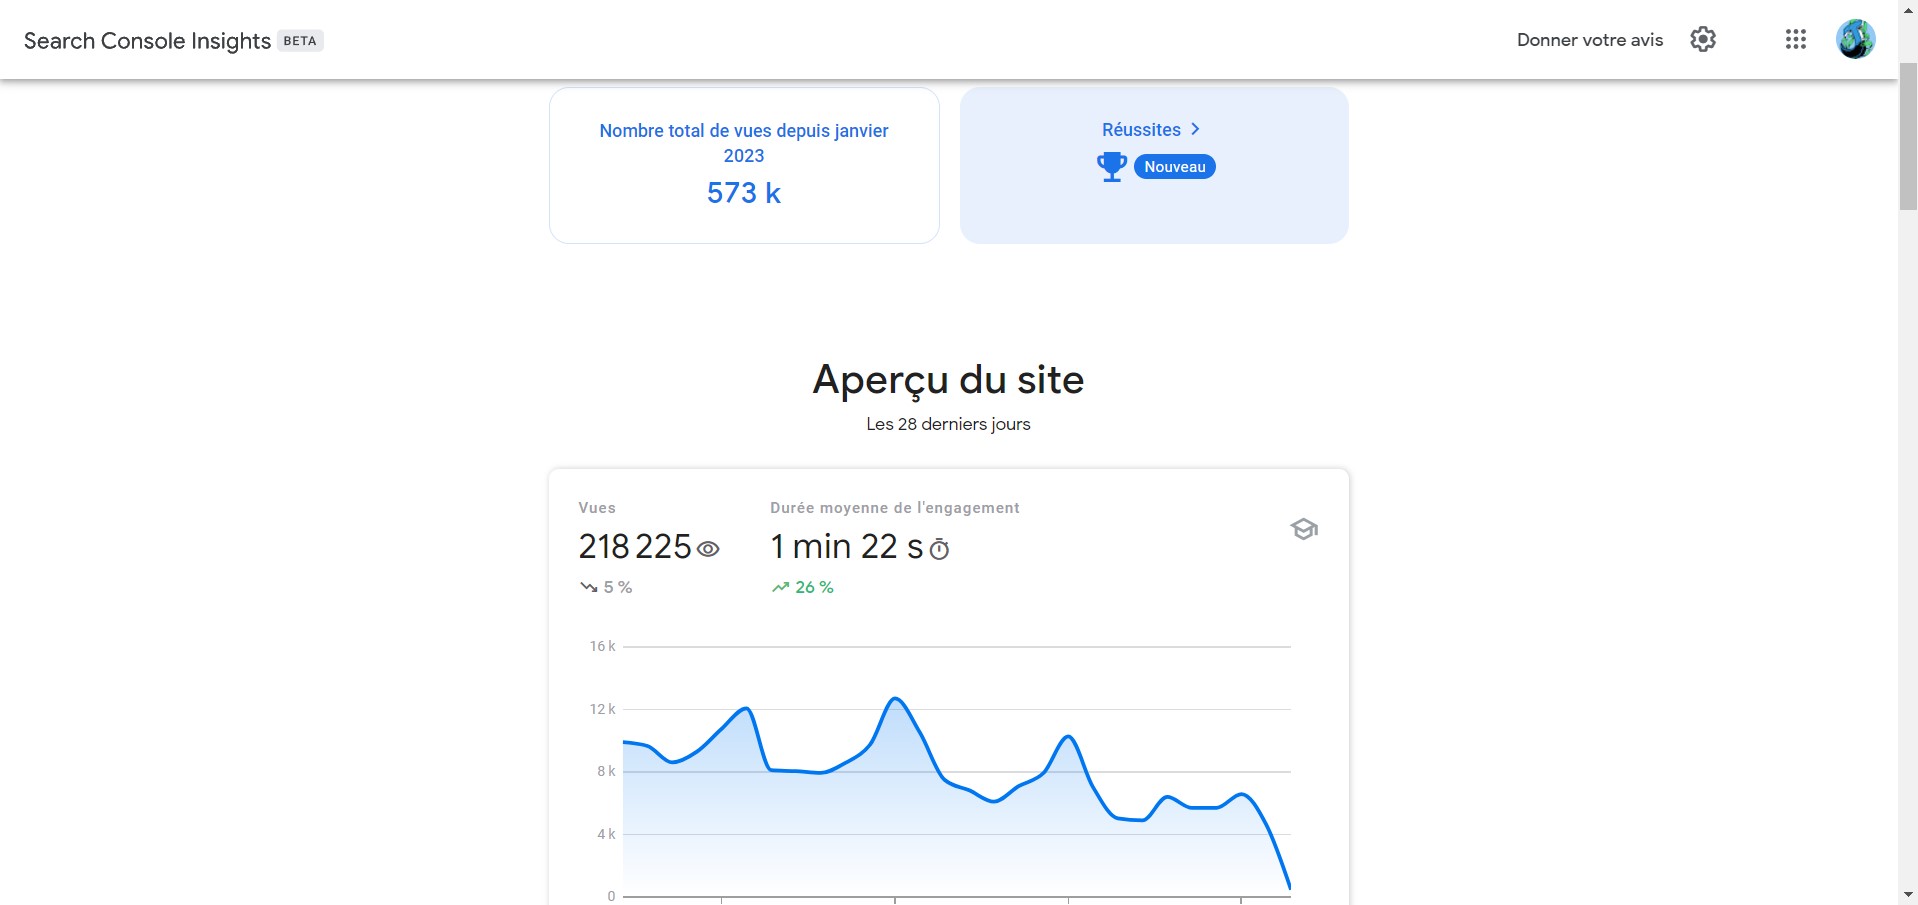 Search Console Insights BETA
Donner votre avis
Nombre total de vues depuis janvier
2023
573 k
Réussites
Nouveau
Aperçu du site
Les 28 derniers jours
Vues
218 225
5 %
Durée moyenne de l'engagement
1 min 22 s
26 %
16 k
12 k
8 k
4 k
0